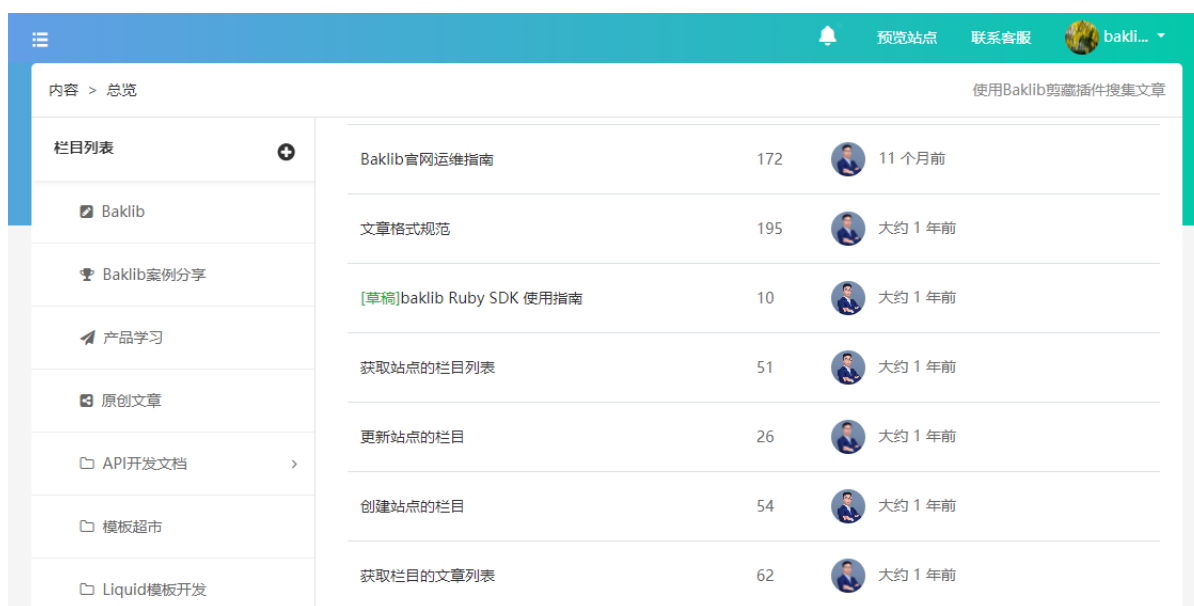 预览站点 联系客服 bakli...
内容 > 总览 使用Baklib剪藏插件搜集文章
栏目列表
Baklib
Baklib案例分享
产品学习
原创文章
API开发文档
模板超市
Liquid模板开发
Baklib官网运维指南 172 11 个月前
文章格式规范 195 大约 1 年前
[草稿]baklib Ruby SDK 使用指南 10 大约 1 年前
获取站点的栏目列表 51 大约 1 年前
更新站点的栏目 26 大约 1 年前
创建站点的栏目 54 大约 1 年前
获取栏目的文章列表 62 大约 1 年前